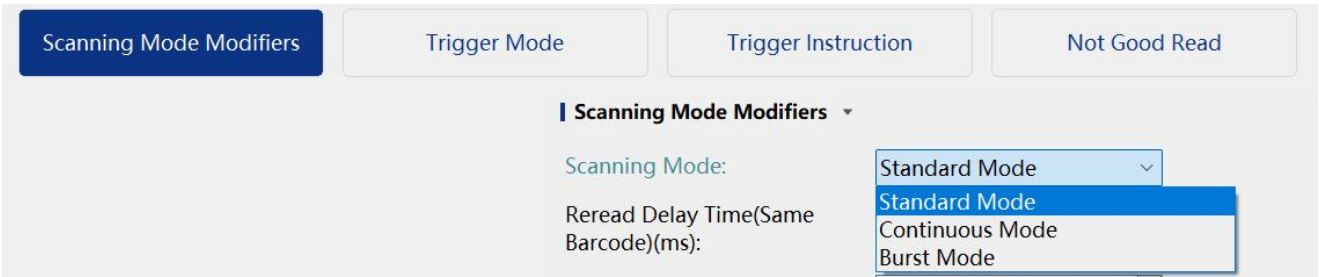 Scanning Mode Modifiers
Trigger Mode
Trigger Instruction
Not Good Read
Scanning Mode Modifiers
Scanning Mode:
Standard Mode
Standard Mode
Continuous Mode
Burst Mode
Reread Delay Time(Same
Barcode)(ms):